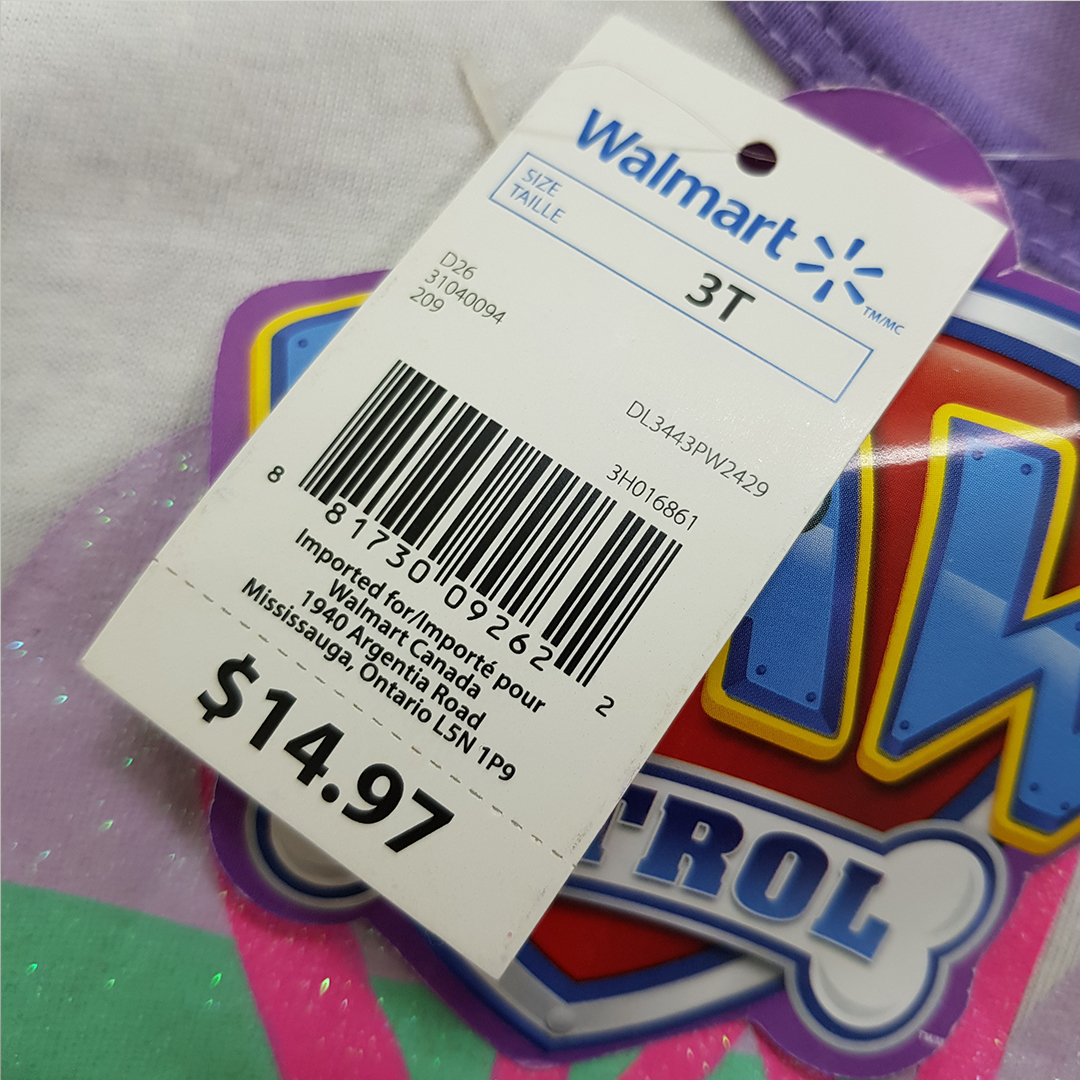 Walmart
TM/MC
SIZE
TAILLE
3T
D26
31040094
209
DL3443PW2429
3H016861
8 81730 09262 2
Imported for/Importé pour
Walmart Canada
1940 Argentia Road
Mississauga, Ontario L5N 1P9
$14.97
AW
TROL